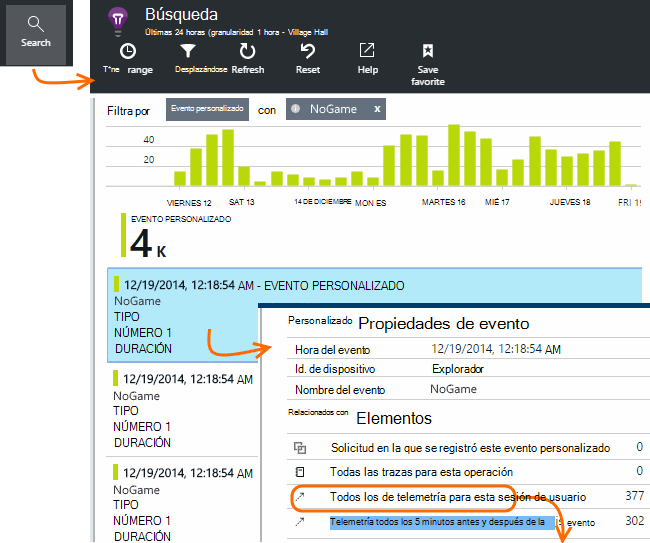 Search
Búsqueda
Últimas 24 horas (granularidad 1 hora - Village Hall
T*ne range
Desplazándose
Refresh
Reset
Help
Save favorite
Filtra por
Evento personalizado
con
NoGame x
40
20
VIERNES 12
SAT 13
14 DE DICIEMBRE
MON ES
MARTES 16
MIÉ 17
JUEVES 18
FRI 19
EVENTO PERSONALIZADO
4 K
12/19/2014, 12:18:54 AM - EVENTO PERSONALIZADO
NoGame
TIPO
NÚMERO 1
DURACIÓN
12/19/2014, 12:18:54 AM
NoGame
TIPO
NÚMERO 1
DURACIÓN
12/19/2014, 12:18:54 AM
NoGame
TIPO
NÚMERO 1
DURACIÓN
Personalizado Propiedades de evento
Hora del evento 12/19/2014, 12:18:54 AM
Id. de dispositivo Explorador
Nombre del evento NoGame
Relacionados con Elementos
Solicitud en la que se registró este evento personalizado 0
Todas las trazas para esta operación 0
Todos los de telemetría para esta sesión de usuario 377
Telemetría todos los 5 minutos antes y después de la evento 302